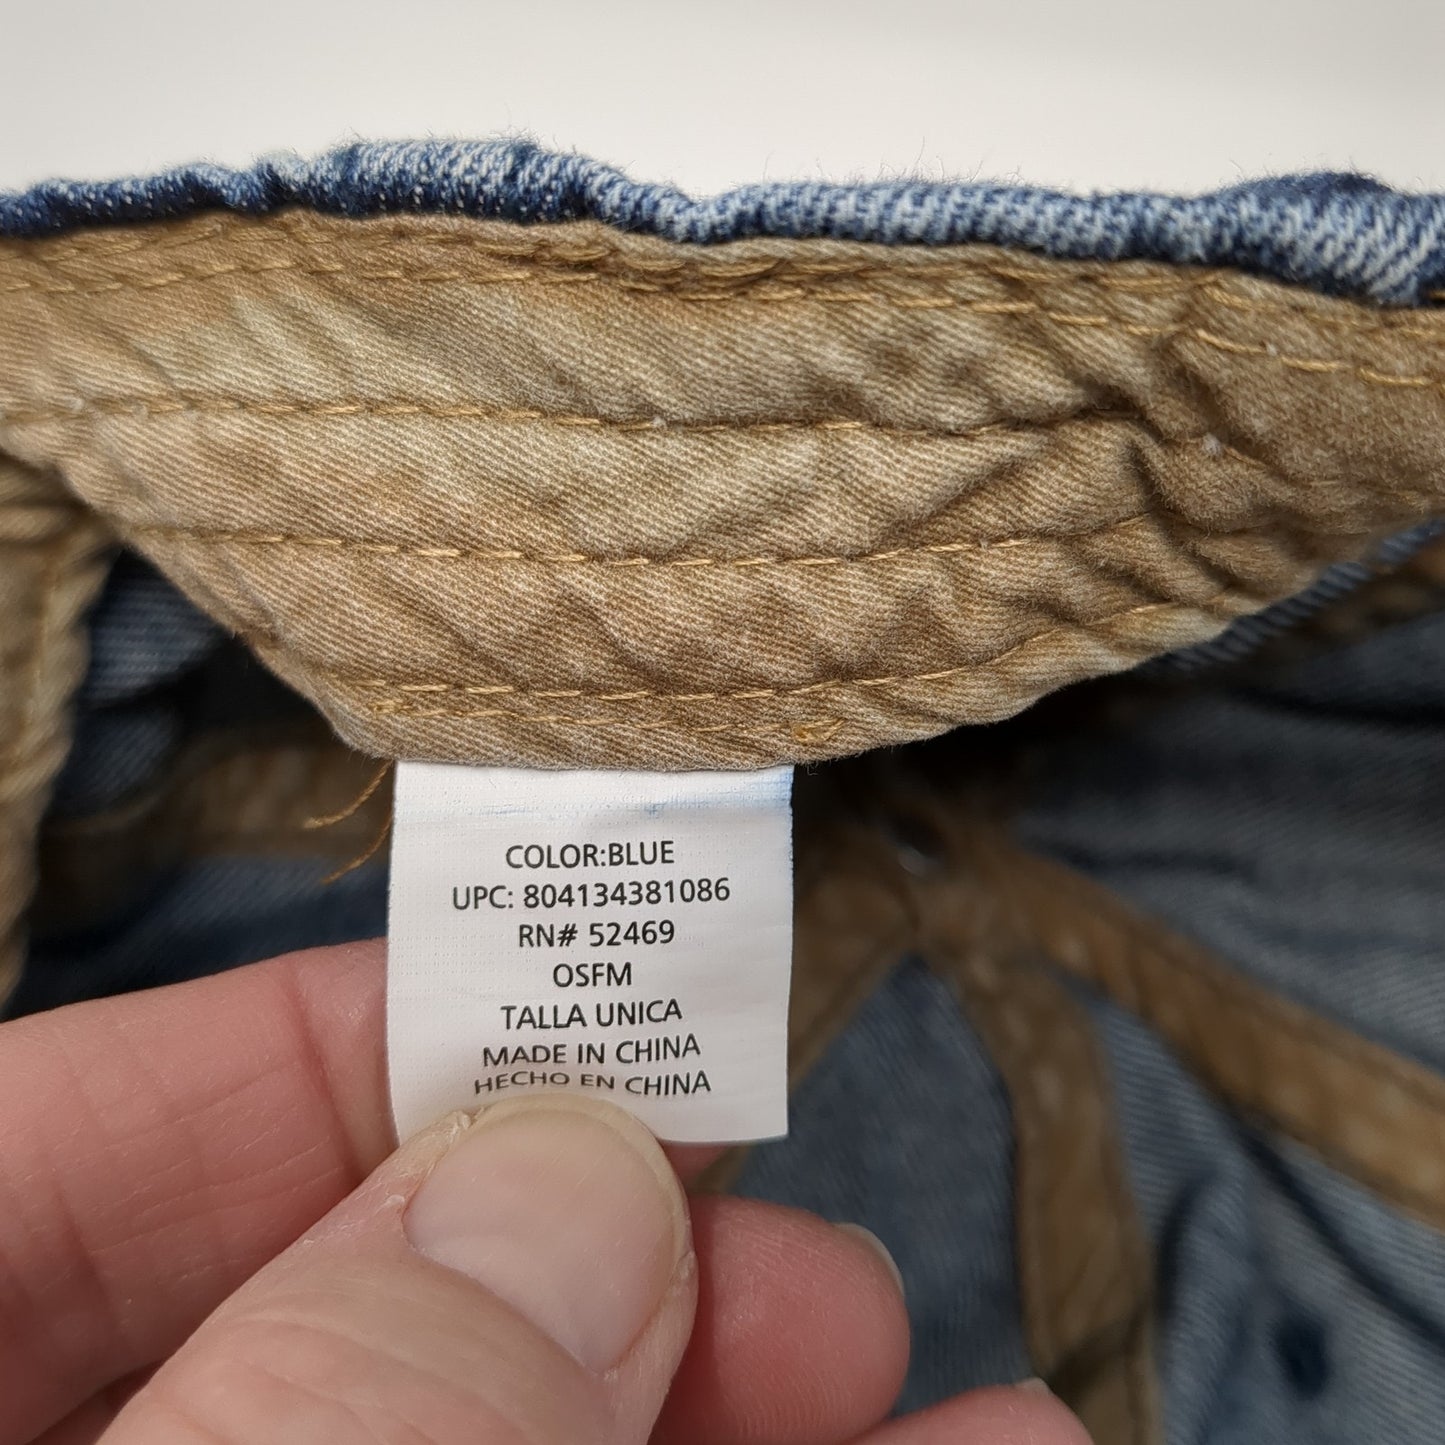 COLOR:BLUE
UPC: 804134381086
RN# 52469
OSFM
TALLA UNICA
MADE IN CHINA
HECHO EN CHINA